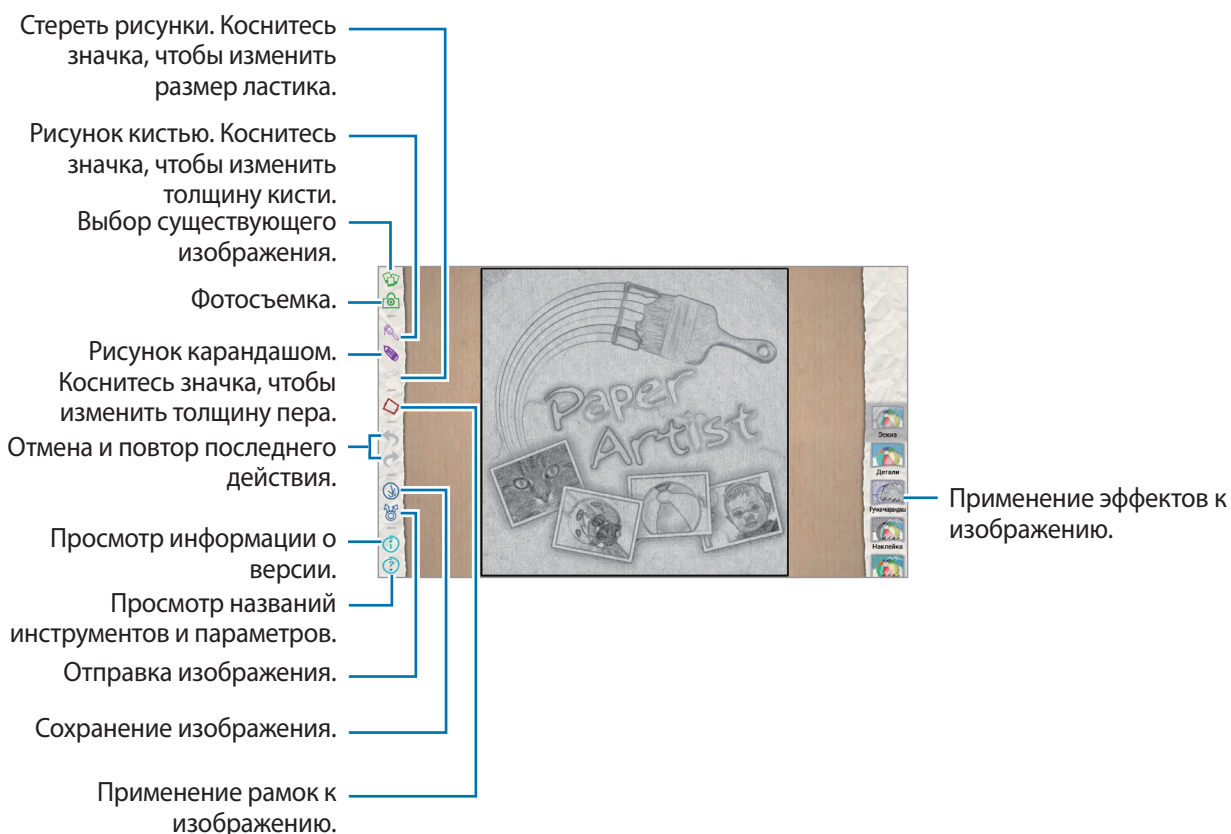 Стереть рисунки. Коснитесь
значка, чтобы изменить
размер ластика.
Рисунок кистью. Коснитесь
значка, чтобы изменить
толщину кисти.
Выбор существующего
изображения.
Фотосъемка.
Рисунок карандашом.
Коснитесь значка, чтобы
изменить толщину пера.
Отмена и повтор последнего
действия.
Просмотр информации о
версии.
Просмотр названий
инструментов и параметров.
Отправка изображения.
Сохранение изображения.
Применение рамок к
изображению.
Paper
Artist
Эскиз
Детали
Ручка+каранда
Наклейка
Применение эффектов к
изображению.